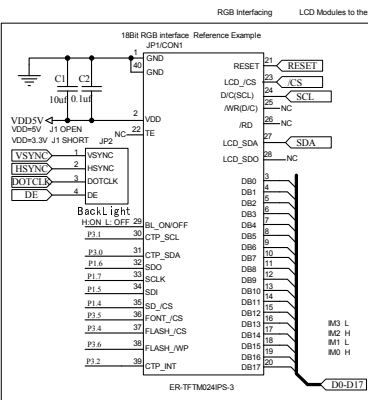 RGB Interfacing LCD Modules to the
18Bit RGB interface Reference Example
JP1/CON1
1 GND
40 GND
C1 C2
10uf 0.1uf
VDD5V
VDD=5V J1 OPEN
VDD=3.3V J1 SHORT
2 VDD
NC 22 TE
JP2
VSYNC 1 VSYNC
HSYNC 2 HSYNC
DOTCLK 3 DOTCLK
DE 4 DE
BackLight
H:ON L: OFF 29 BL_ON/OFF
P3.1 30 CTP_SCL
P3.0 31 CTP_SDA
P1.6 32 SDO
P1.7 33 SCLK
P1.5 34 SDI
P1.4 35 SD_/CS
P3.5 36 FONT_/CS
P3.4 37 FLASH_/CS
P3.6 38 FLASH_/WP
P3.2 39 CTP_INT
RESET 21 RESET
LCD_/CS 23 /CS
D/C(SCL) 24 SCL
/WR(D/C) 25 NC
/RD 26 NC
LCD_SDA 27 SDA
LCD_SDO 28 NC
DB0 3
DB1 4
DB2 5
DB3 6
DB4 7
DB5 8
DB6 9
DB7 10
DB8 11
DB9 12
DB10 13
DB11 14
DB12 15
DB13 16
DB14 17
DB15 18
DB16 19
DB17 20
IM3 L
IM2 H
IM1 L
IM0 H
D0-D17
ER-TFTM024IPS-3